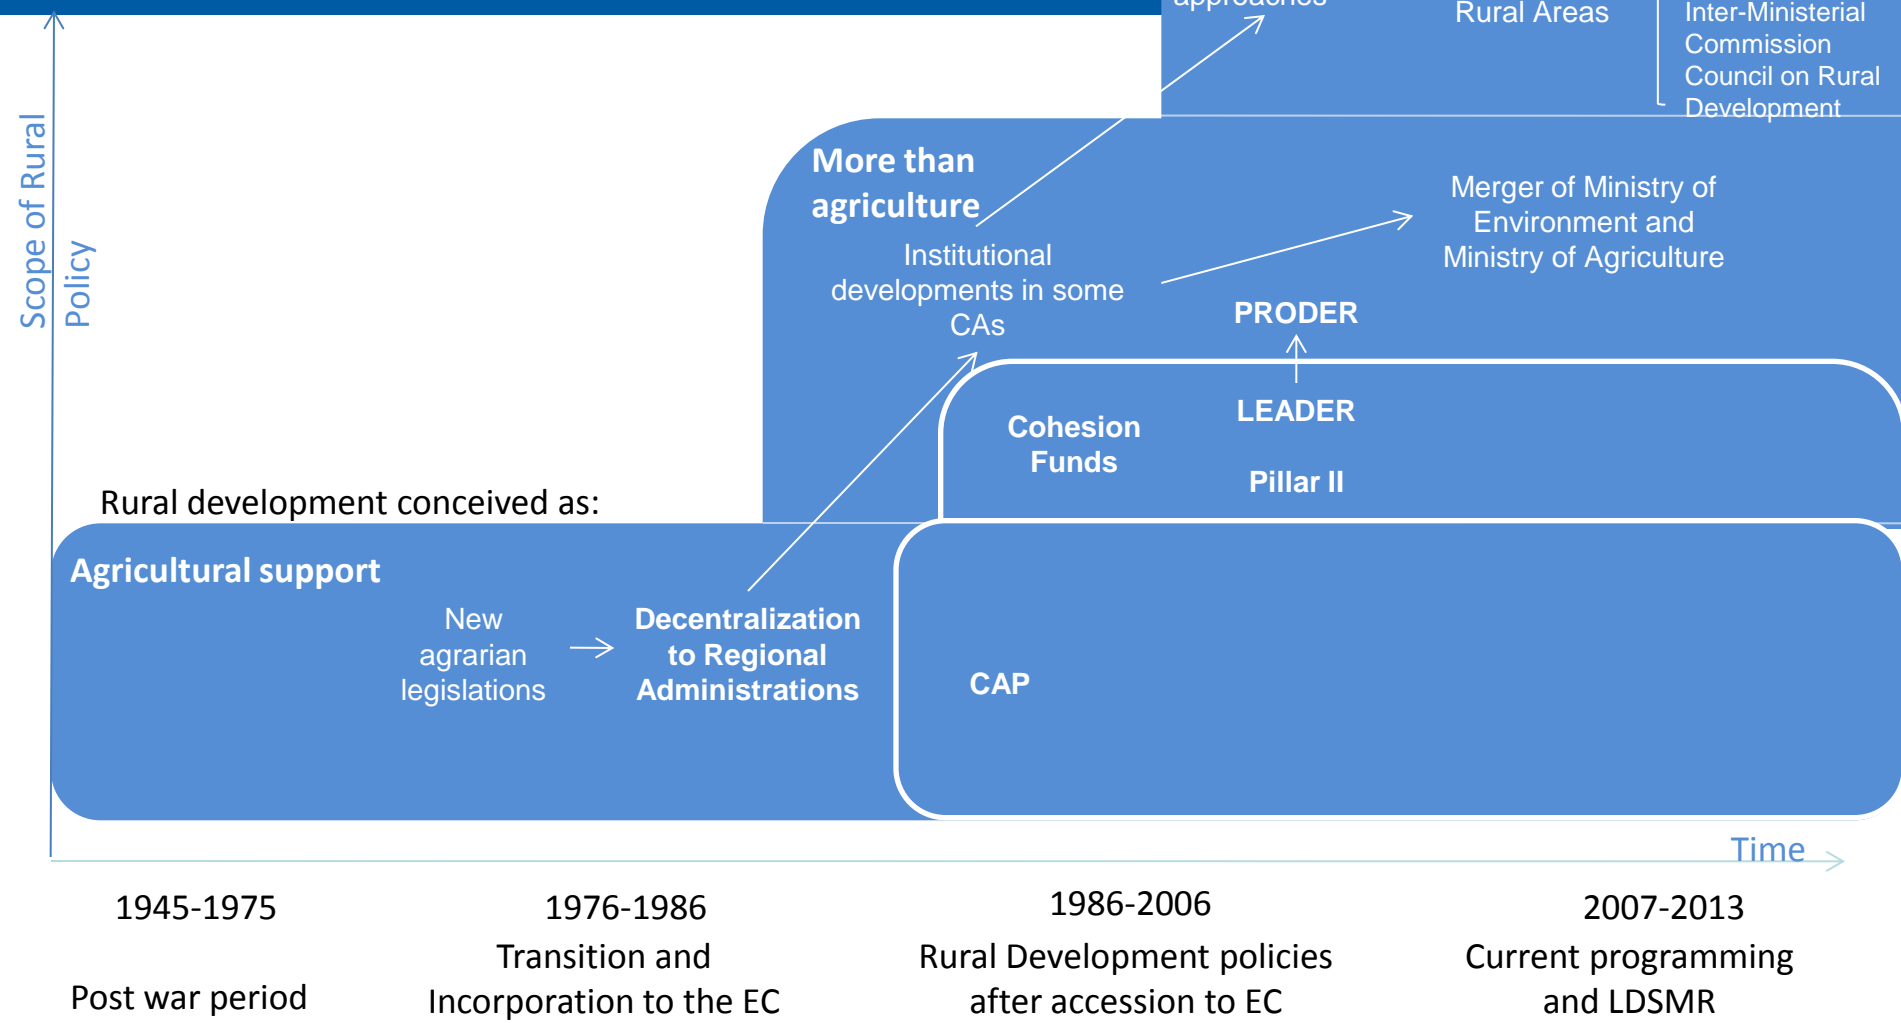 approaches
Rural Areas
Inter-Ministerial
Commission
Council on Rural
Development
Scope of Rural
Policy
More than
agriculture
Institutional
developments in some
CAs
Merger of Ministry of
Environment and
Ministry of Agriculture
PRODER
LEADER
Cohesion
Funds
Pillar II
Rural development conceived as:
Agricultural support
New
agrarian
legislations
Decentralization
to Regional
Administrations
CAP
Time
1945-1975
Post war period
1976-1986
Transition and
Incorporation to the EC
1986-2006
Rural Development policies
after accession to EC
2007-2013
Current programming
and LDSMR